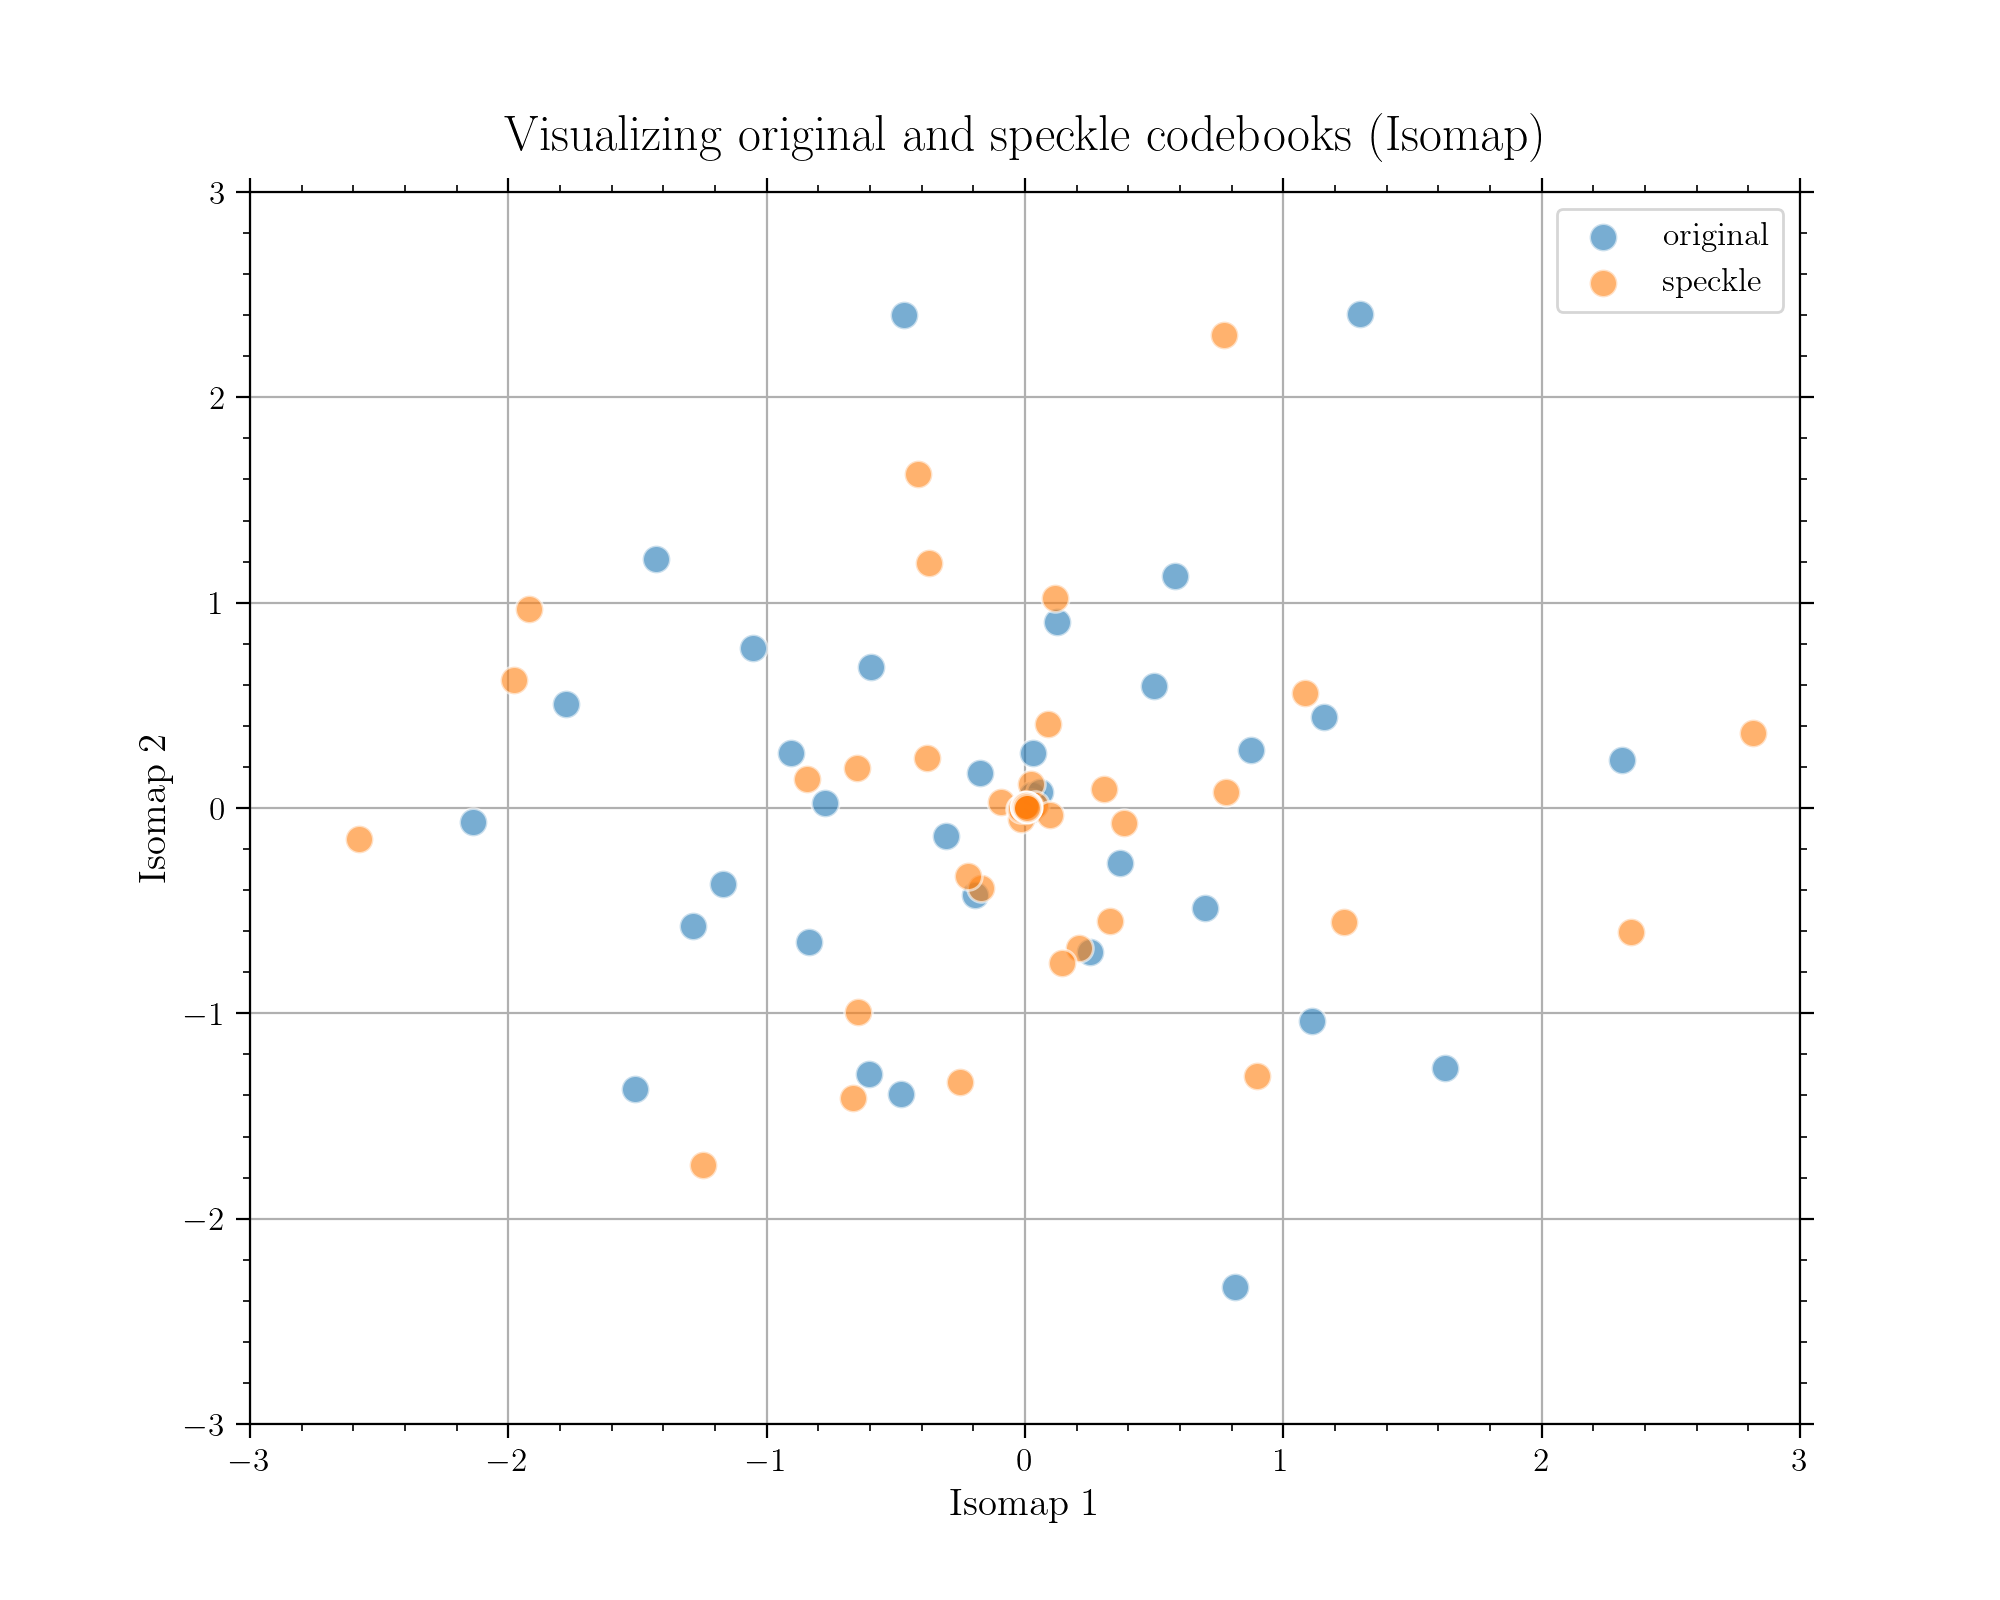 Visualizing original and speckle codebooks (Isomap)
original
speckle
3
2
1
0
−1
−2
−3
Isomap 2
−3
−2
−1
0
1
2
3
Isomap 1